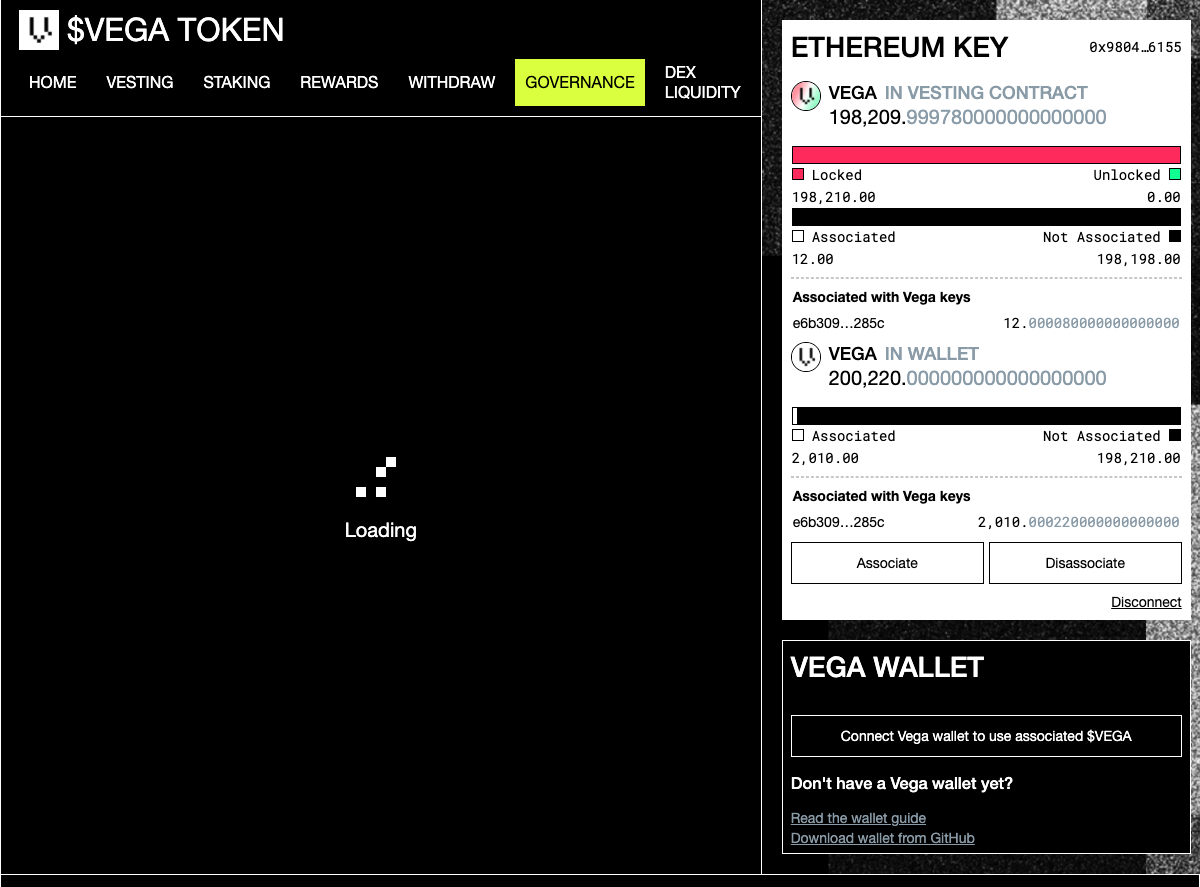 $VEGA TOKEN
HOME VESTING STAKING REWARDS WITHDRAW GOVERNANCE DEX LIQUIDITY
Loading
ETHEREUM KEY 0x9804…6155
VEGA IN VESTING CONTRACT
198,209.999780000000000000
Locked Unlocked
198,210.00 0.00
Associated Not Associated
12.00 198,198.00
Associated with Vega keys
e6b309…285c 12.000080000000000000
VEGA IN WALLET
200,220.000000000000000000
Associated Not Associated
2,010.00 198,210.00
Associated with Vega keys
e6b309…285c 2,010.000220000000000000
Associate Disassociate
Disconnect
VEGA WALLET
Connect Vega wallet to use associated $VEGA
Don't have a Vega wallet yet?
Read the wallet guide
Download wallet from GitHub